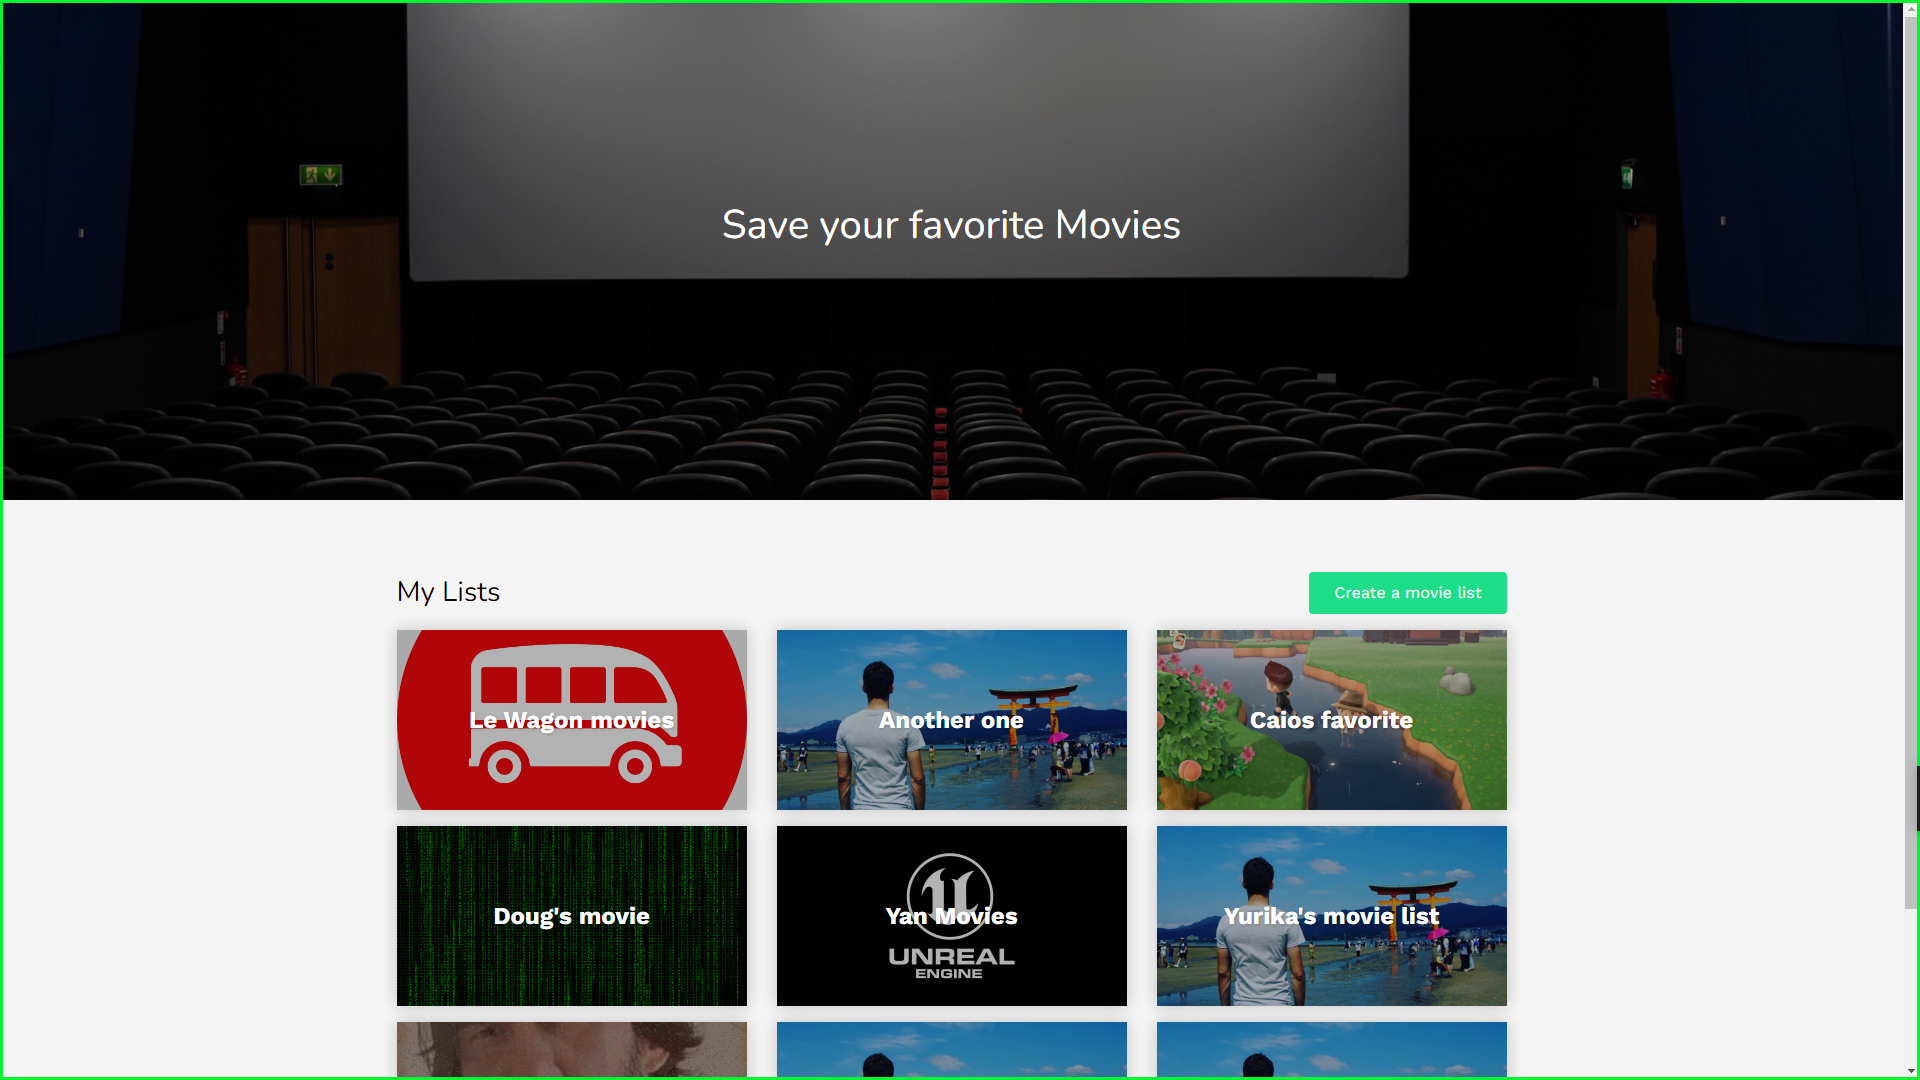 Save your favorite Movies
My Lists
Create a movie list
Le Wagon movies
Another one
Caios favorite
Doug's movie
Yan Movies
UNREAL
ENGINE
Yurika's movie list